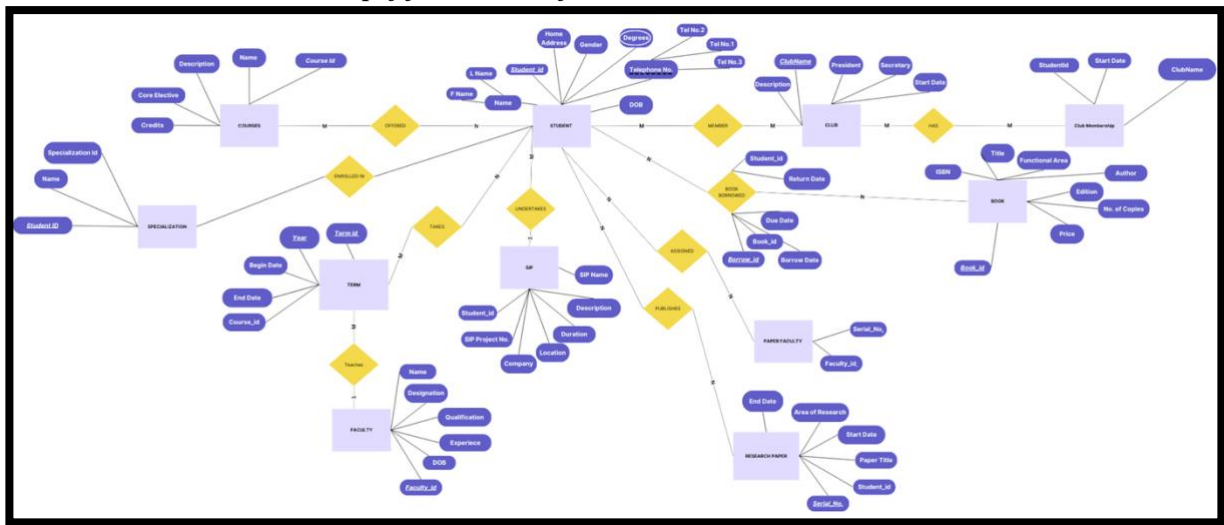 Home
Address
Gender
Degrees
Tel No.2
Tel No.1
Tel No.3
Telephone No.
Student_id
L Name
F Name
Name
DOB
STUDENT
Description
Name
Course Id
Core Elective
Credits
COURSES
M
OFFERED
N
ClubName
President
Secretary
Start Date
Description
M
MEMBER
M
CLUB
M
HAS
M
StudentId
Start Date
ClubName
Club Membership
Specialization Id
Name
Student ID
SPECIALIZATION
ENROLLED IN
TAKES
Year
Term id
Begin Date
End Date
Course_id
TERM
Teaches
1
FACULTY
Name
Designation
Qualification
Experiece
DOB
Faculty_id
UNDERTAKES
SIP
SIP Name
Description
Duration
Location
Company
SIP Project No.
Student_id
N
BOOK
BORROWED
N
Student_id
Return Date
Due Date
Book_id
Borrow Date
Borrow_id
Title
Functional Area
ISBN
Author
Edition
No. of Copies
Price
Book_id
BOOK
ASSIGNED
N
PAPER FACULTY
Serial_No,
Faculty_id,
PUBLISHES
N
RESEARCH PAPER
End Date
Area of Research
Start Date
Paper Title
Student_id
Serial_No.